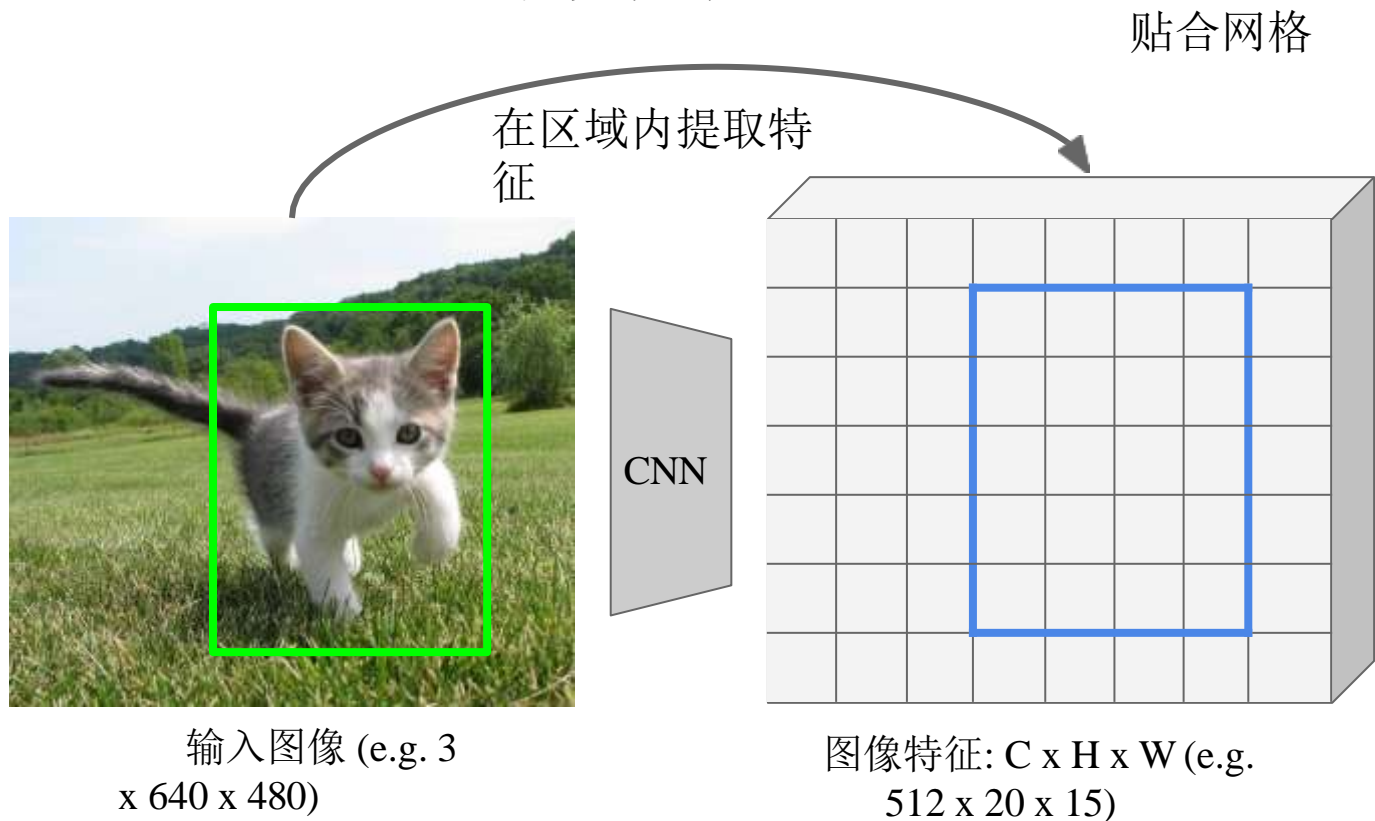 贴合网格
在区域内提取特
征
CNN
输入图像 (e.g. 3
x 640 x 480)
图像特征: C x H x W (e.g.
512 x 20 x 15)